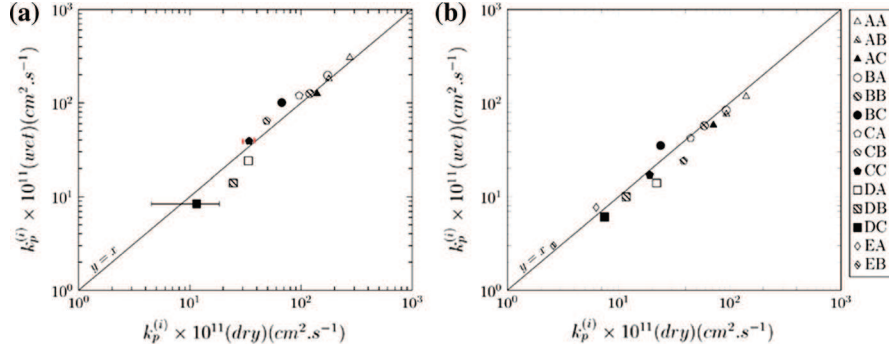 (a)
10³
10²
10¹
10⁰
k_p^(i) × 10¹¹(wet)(cm².s⁻¹)
y = x
10⁰ 10¹ 10² 10³
k_p^(i) × 10¹¹(dry)(cm².s⁻¹)
(b)
10³
10²
10¹
10⁰
k_p^(i) × 10¹¹(wet)(cm².s⁻¹)
y = x
10⁰ 10¹ 10² 10³
k_p^(i) × 10¹¹(dry)(cm².s⁻¹)
AA
AB
AC
BA
BB
BC
CA
CB
CC
DA
DB
DC
EA
EB